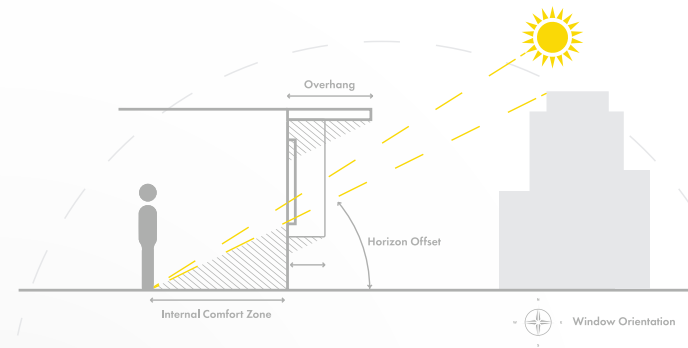 Overhang
Horizon Offset
Internal Comfort Zone
Window Orientation